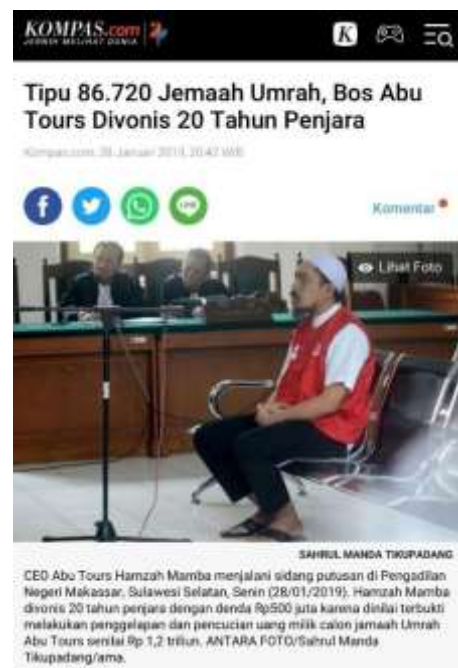 KOMPAS.com
JERNIH MELIHAT DUNIA
K
Tipu 86.720 Jemaah Umrah, Bos Abu
Tours Divonis 20 Tahun Penjara
Kompas.com, 28 Januari 2019, 20:42 WIB
Komentar
Lihat Foto
SAHRUL MANDA TIKUPADANG
CEO Abu Tours Hamzah Mamba menjalani sidang putusan di Pengadilan
Negeri Makassar, Sulawesi Selatan, Senin (28/01/2019). Hamzah Mamba
divonis 20 tahun penjara dengan denda Rp500 juta karena dinilai terbukti
melakukan penggelapan dan pencucian uang milik calon jamaah Umrah
Abu Tours senilai Rp 1,2 triliun. ANTARA FOTO/Sahrul Manda
Tikupadang/ama.